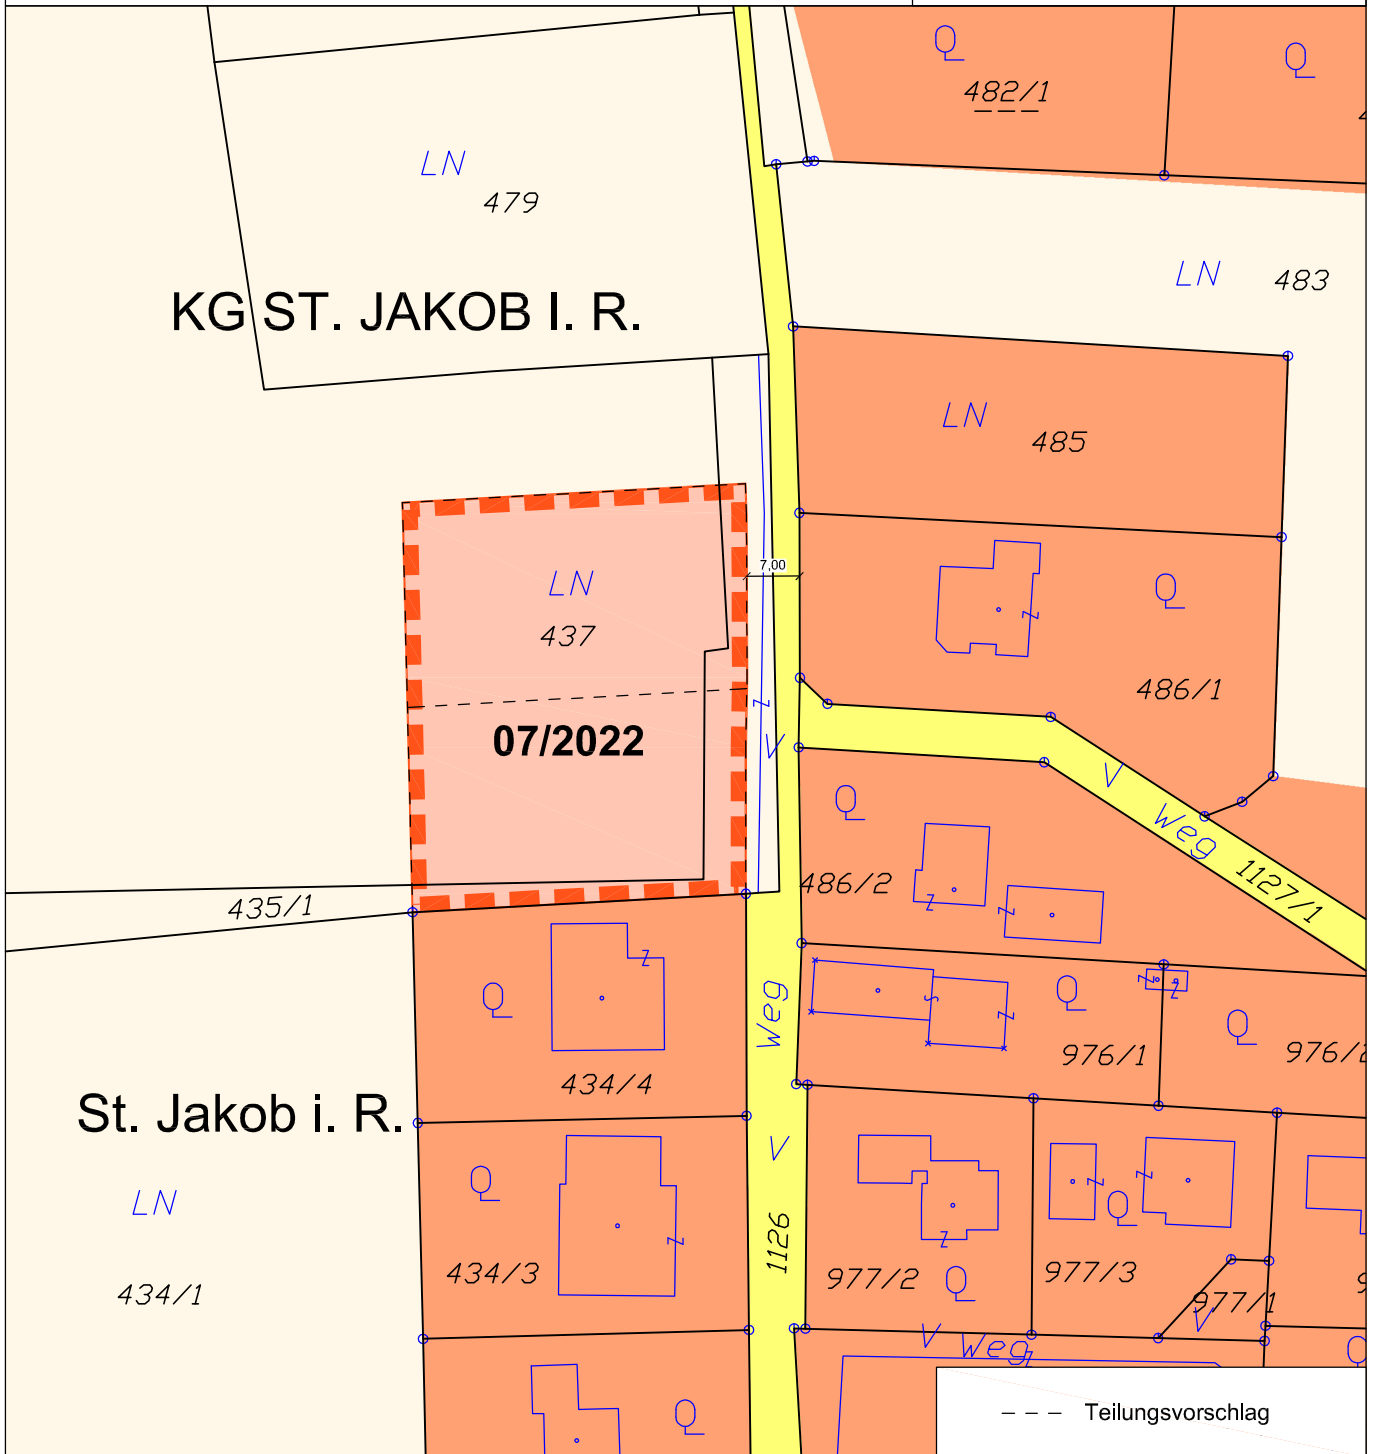 Q
Q
482/1
LN
479
LN
483
KG ST. JAKOB I. R.
LN
485
7,00
LN
Q
437
486/1
07/2022
V
V
Q
Weg
1127/1
486/2
435/1
Q
Weg
Q
Q
976/1
976/2
434/4
St. Jakob i. R.
V
Q
Q
LN
1126
434/3
977/2
977/3
Q
434/1
977/1
V
V
Weg
Q
Q
Teilungsvorschlag